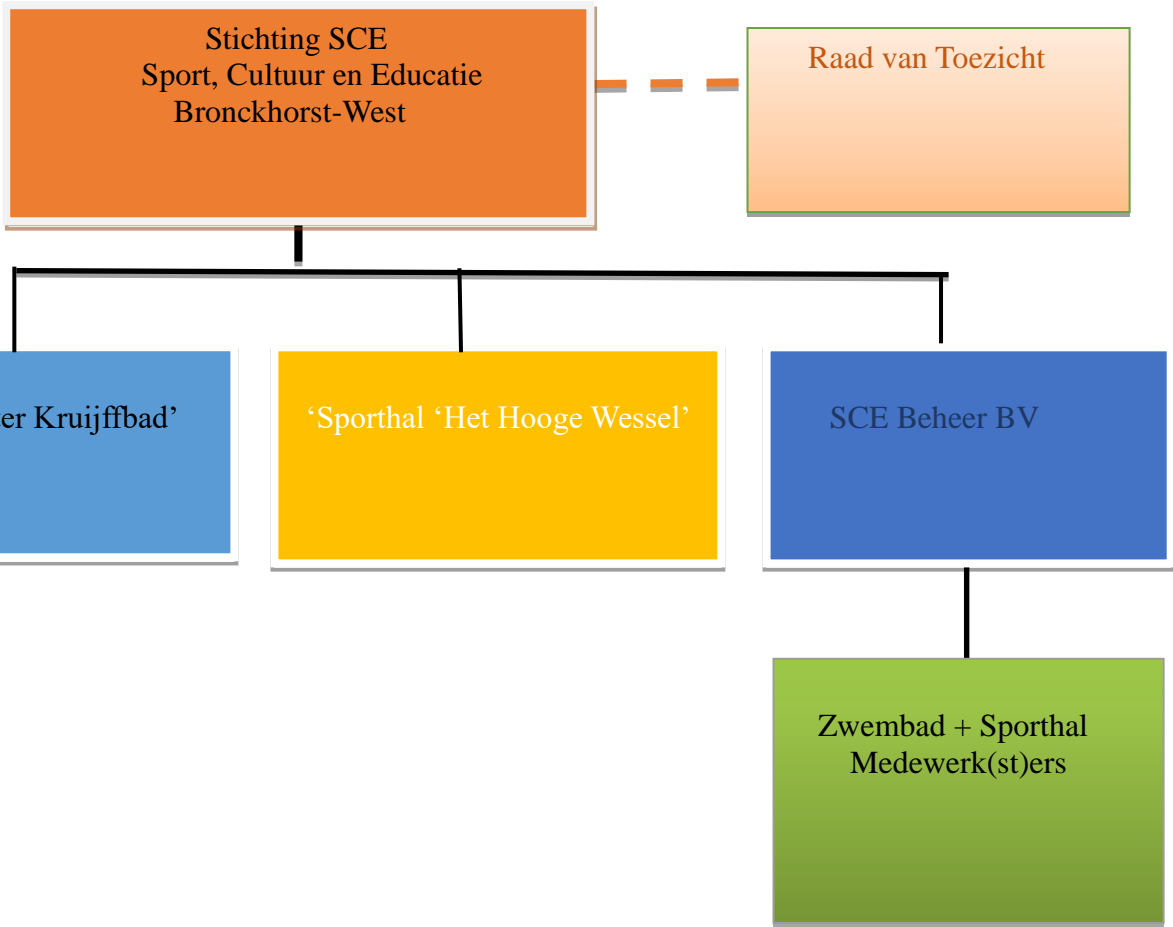 Stichting SCE
Sport, Cultuur en Educatie
Bronckhorst-West
Raad van Toezicht
er Kruijffbad’
‘Sporthal ‘Het Hooge Wessel’
SCE Beheer BV
Zwembad + Sporthal
Medewerk(st)ers